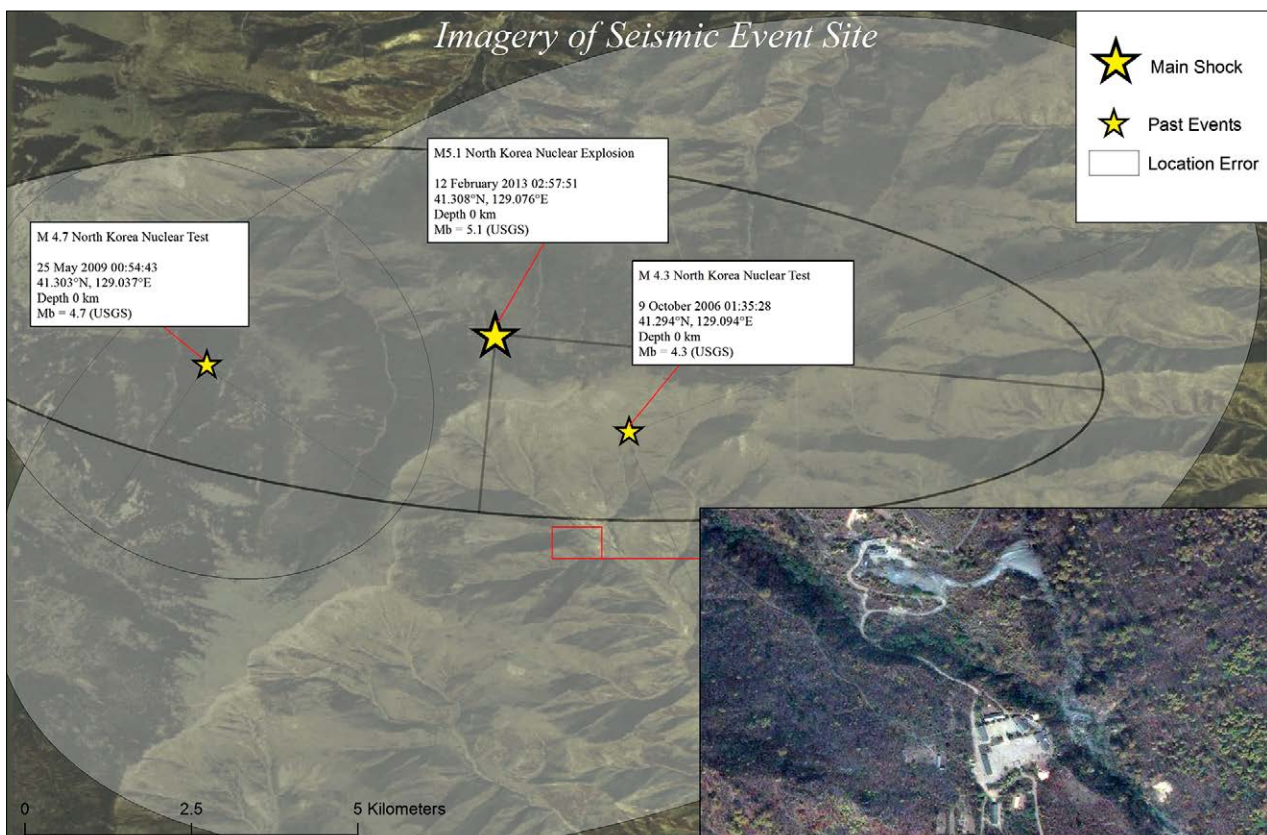 Imagery of Seismic Event Site
Main Shock
Past Events
Location Error
M5.1 North Korea Nuclear Explosion
12 February 2013 02:57:51
41.308°N, 129.076°E
Depth 0 km
Mb = 5.1 (USGS)
M 4.7 North Korea Nuclear Test
25 May 2009 00:54:43
41.303°N, 129.037°E
Depth 0 km
Mb = 4.7 (USGS)
M 4.3 North Korea Nuclear Test
9 October 2006 01:35:28
41.294°N, 129.094°E
Depth 0 km
Mb = 4.3 (USGS)
0 2.5 5 Kilometers